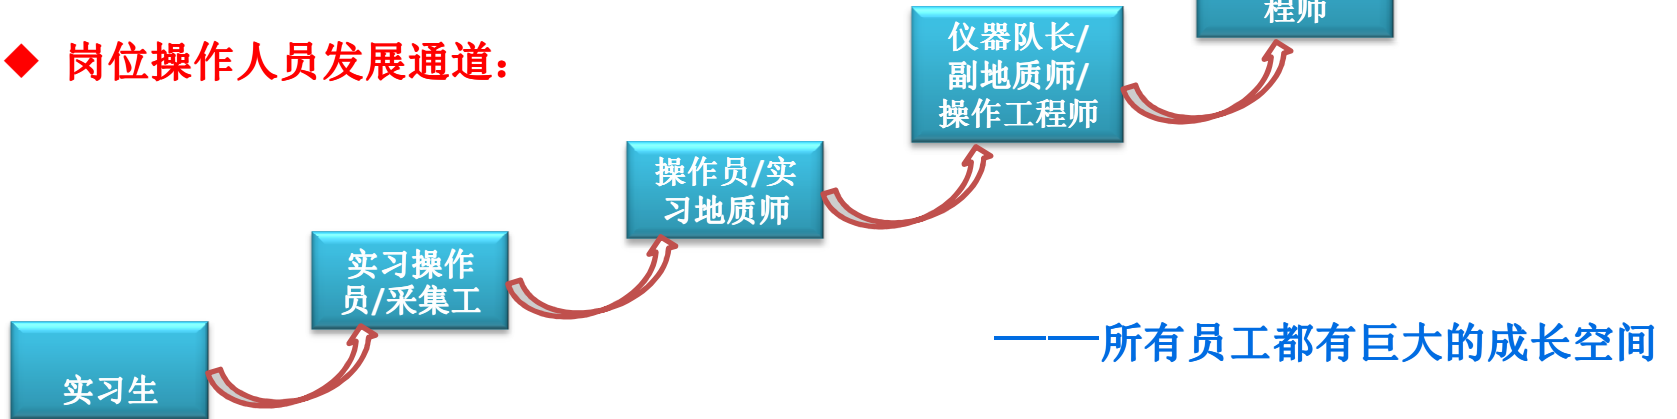 程师
仪器队长/
副地质师/
操作工程师
◆ 岗位操作人员发展通道：
操作员/实
习地质师
实习操作
员/采集工
实习生
——所有员工都有巨大的成长空间